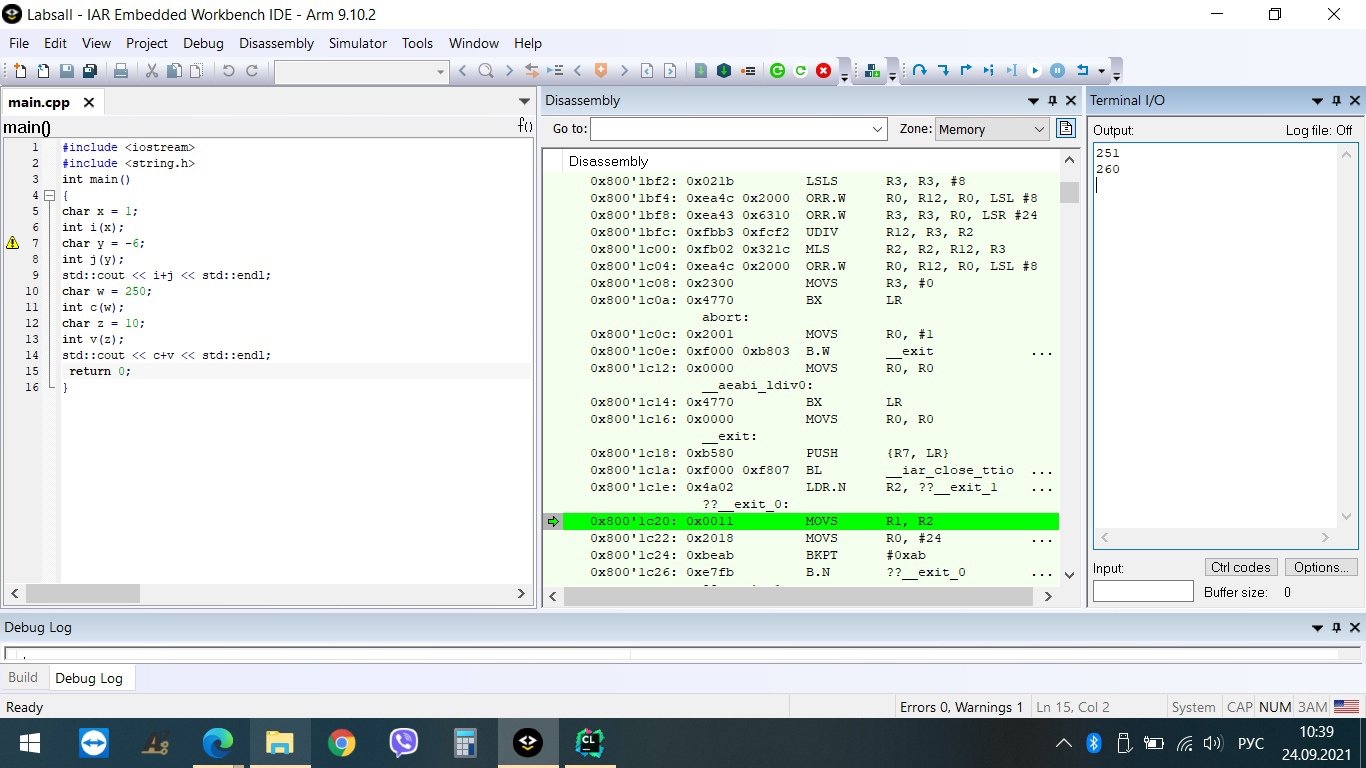 Labsall - IAR Embedded Workbench IDE - Arm 9.10.2
File Edit View Project Debug Disassembly Simulator Tools Window Help
main.cpp
main()
f()
1 #include <iostream>
2 #include <string.h>
3 int main()
4 {
5 char x = 1;
6 int i(x);
7 char y = -6;
8 int j(y);
9 std::cout << i+j << std::endl;
10 char w = 250;
11 int c(w);
12 char z = 10;
13 int v(z);
14 std::cout << c+v << std::endl;
15 return 0;
16 }
Disassembly
Go to:
Zone: Memory
Disassembly
0x800'1bf2: 0x021b LSLS R3, R3, #8
0x800'1bf4: 0xea4c 0x2000 ORR.W R0, R12, R0, LSL #8
0x800'1bf8: 0xea43 0x6310 ORR.W R3, R3, R0, LSR #24
0x800'1bfc: 0xfbb3 0xfcf2 UDIV R12, R3, R2
0x800'1c00: 0xfb02 0x321c MLS R2, R2, R12, R3
0x800'1c04: 0xea4c 0x2000 ORR.W R0, R12, R0, LSL #8
0x800'1c08: 0x2300 MOVS R3, #0
0x800'1c0a: 0x4770 BX LR
abort:
0x800'1c0c: 0x2001 MOVS R0, #1
0x800'1c0e: 0xf000 0xb803 B.W __exit ...
0x800'1c12: 0x0000 MOVS R0, R0
__aeabi_ldiv0:
0x800'1c14: 0x4770 BX LR
0x800'1c16: 0x0000 MOVS R0, R0
__exit:
0x800'1c18: 0xb580 PUSH {R7, LR}
0x800'1c1a: 0xf000 0xf807 BL __iar_close_ttio ...
0x800'1c1e: 0x4a02 LDR.N R2, ??__exit_1 ...
??__exit_0:
0x800'1c20: 0x0011 MOVS R1, R2
0x800'1c22: 0x2018 MOVS R0, #24 ...
0x800'1c24: 0xbeab BKPT #0xab
0x800'1c26: 0xe7fb B.N ??__exit_0 ...
Terminal I/O
Output: Log file: Off
251
260
Input:
Ctrl codes Options...
Buffer size: 0
Debug Log
Build Debug Log
Ready
Errors 0, Warnings 1 Ln 15, Col 2 System CAP NUM ЗАМ
CL
РУС
10:39
24.09.2021